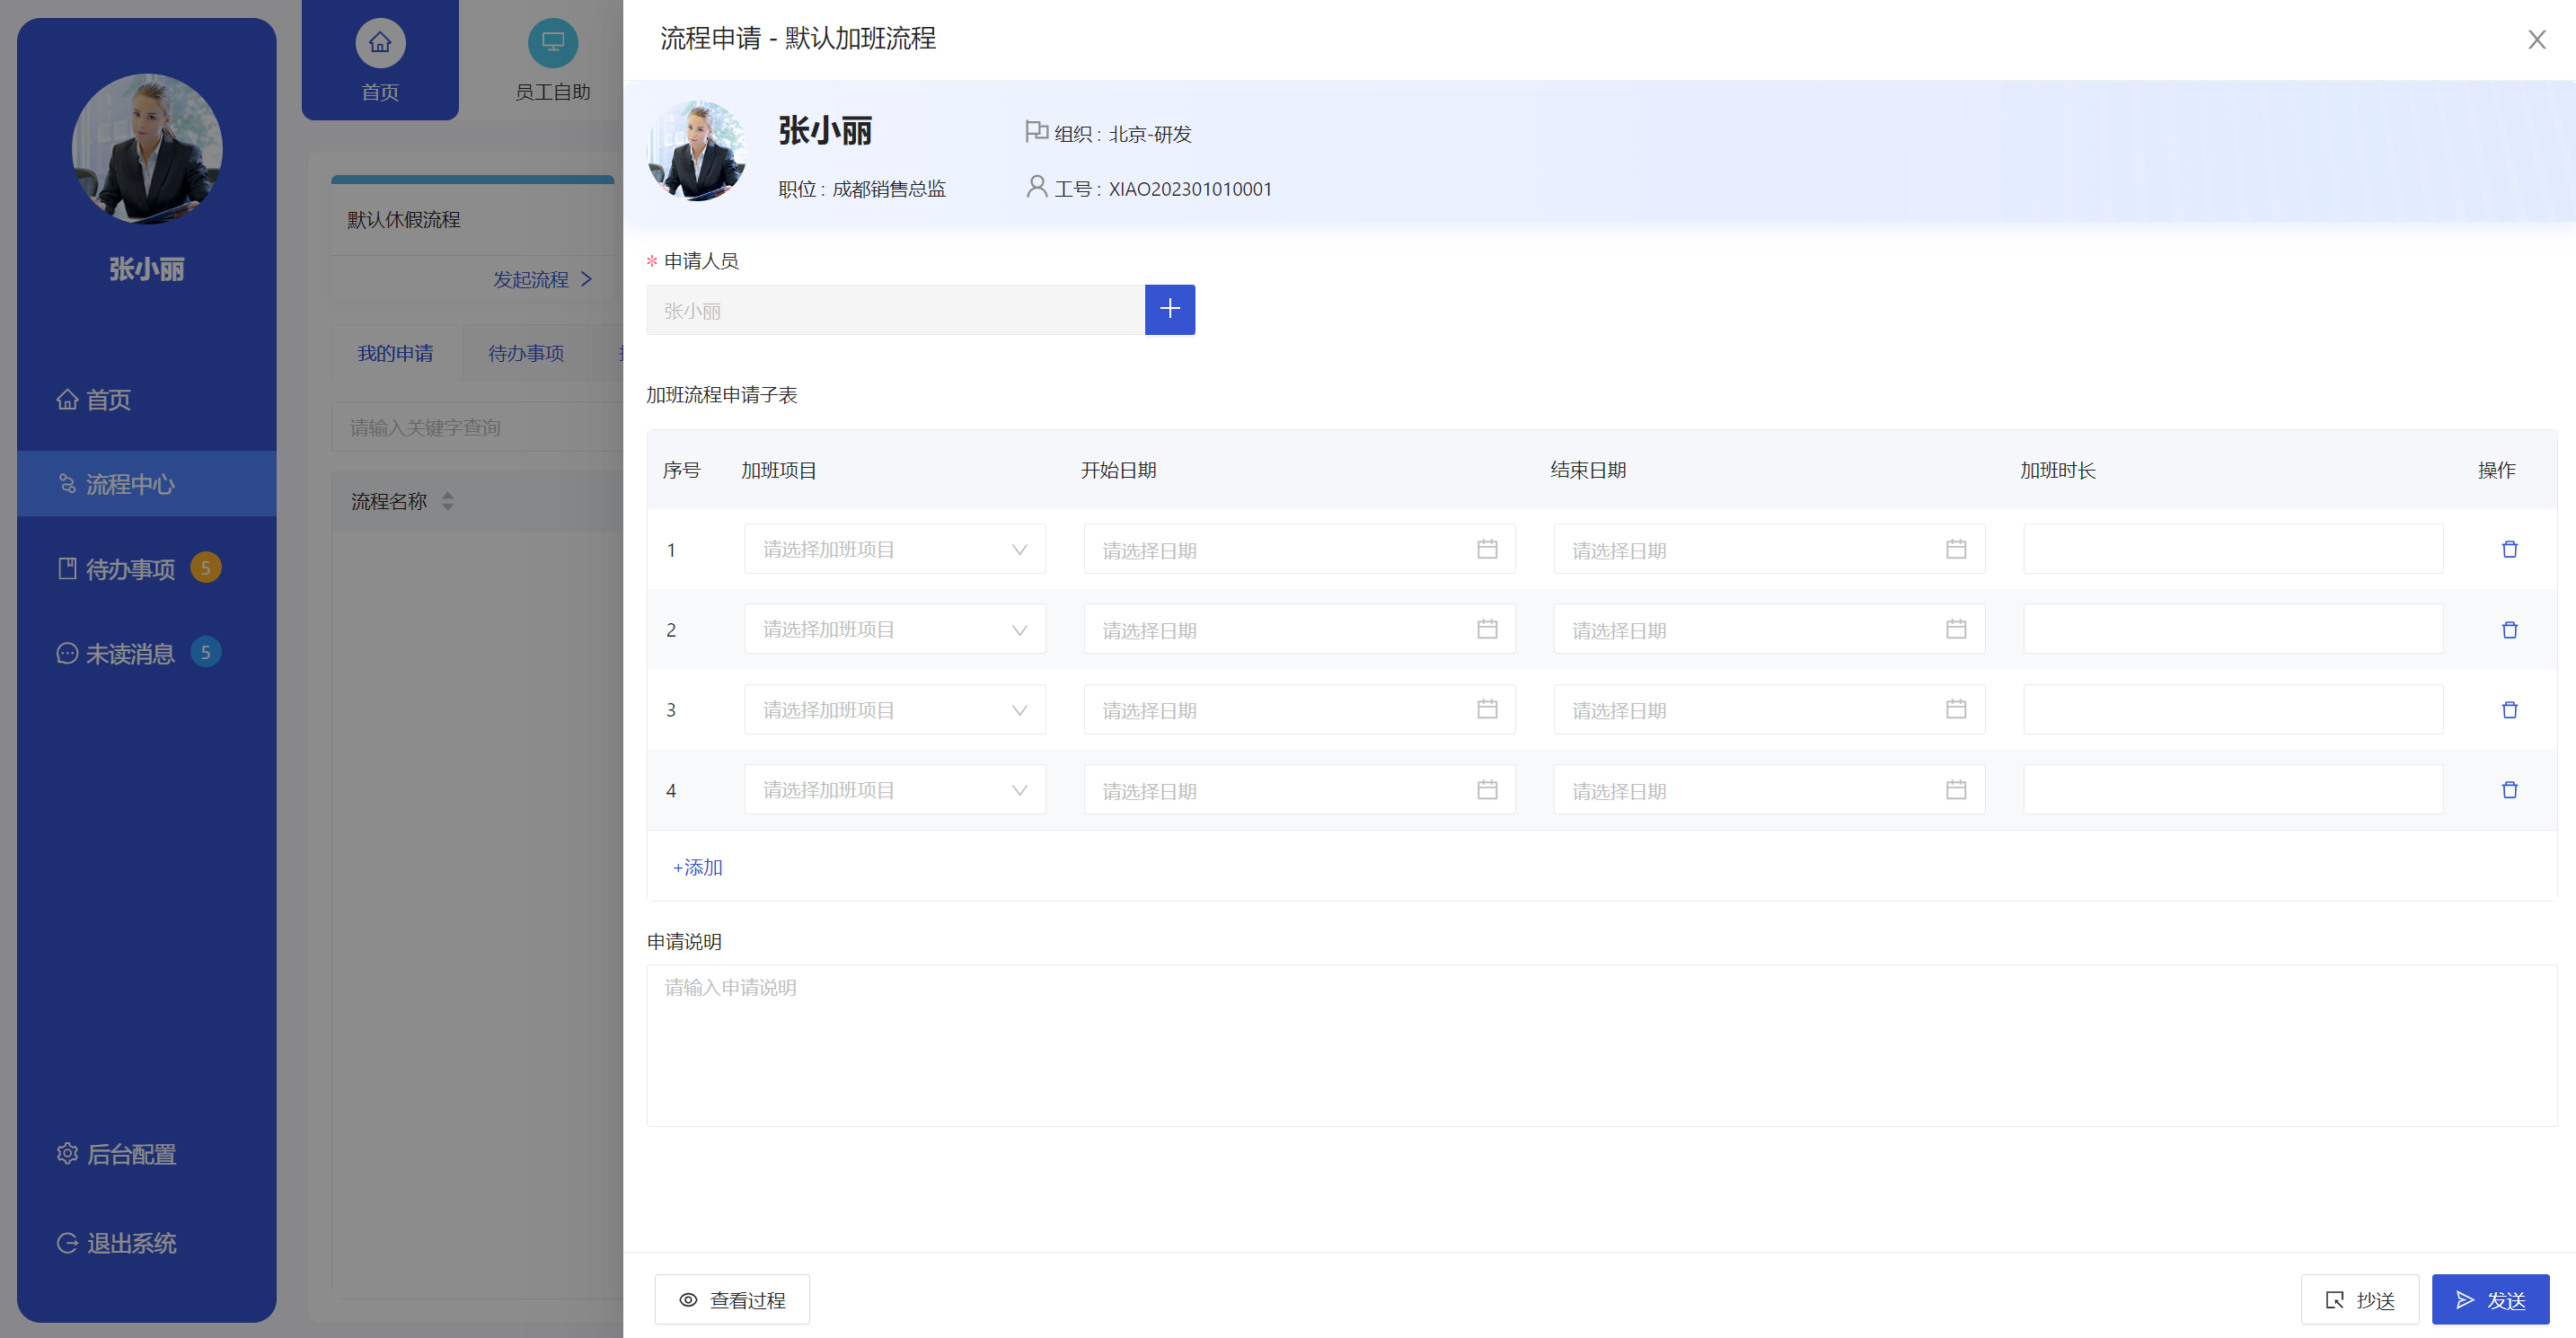 张小丽
首页
流程中心
待办事项 5
未读消息 5
后台配置
退出系统
首页
员工自助
默认休假流程
发起流程
我的申请
待办事项
请输入关键字查询
流程名称
流程申请 - 默认加班流程
张小丽
组织 : 北京-研发
职位 : 成都销售总监
工号 : XIAO202301010001
* 申请人员
张小丽
加班流程申请子表
序号 加班项目 开始日期 结束日期 加班时长 操作
1 请选择加班项目 请选择日期 请选择日期
2 请选择加班项目 请选择日期 请选择日期
3 请选择加班项目 请选择日期 请选择日期
4 请选择加班项目 请选择日期 请选择日期
+添加
申请说明
请输入申请说明
查看过程
抄送
发送